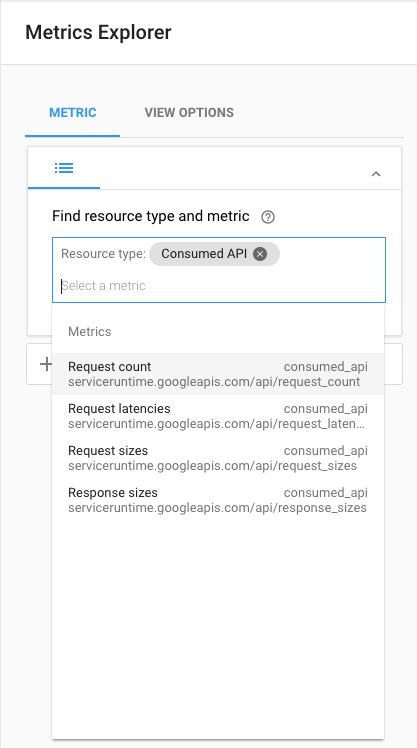 Metrics Explorer
METRIC VIEW OPTIONS
Find resource type and metric ?
Resource type: Consumed API
Select a metric
Metrics
Request count consumed_api
serviceruntime.googleapis.com/api/request_count
Request latencies consumed_api
serviceruntime.googleapis.com/api/request_laten...
Request sizes consumed_api
serviceruntime.googleapis.com/api/request_sizes
Response sizes consumed_api
serviceruntime.googleapis.com/api/response_sizes